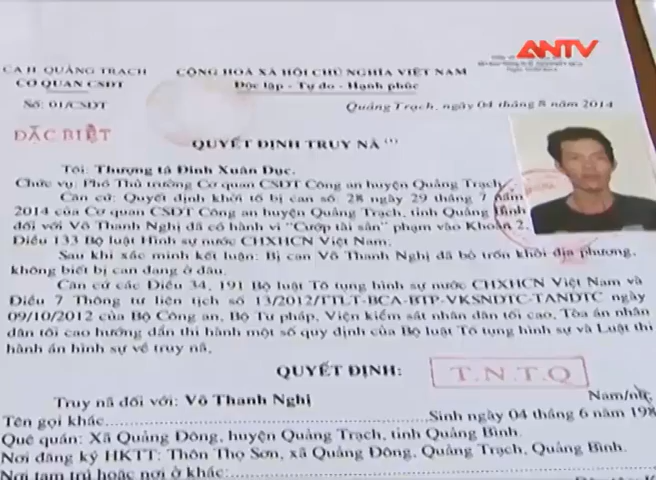 ANTV
CA H. QUẢNG TRẠCH
CƠ QUAN CSĐT
Số: 01/CSDT
ĐẶC BIỆT
CỘNG HOÀ XÃ HỘI CHỦ NGHĨA VIỆT NAM
Độc lập - Tự do - Hạnh phúc
Quảng Trạch, ngày 04 tháng 8 năm 2014
QUYẾT ĐỊNH TRUY NÃ
Tôi: Thượng tá Đinh Xuân Dục.
Chức vụ: Phó Thủ trưởng Cơ quan CSĐT Công an huyện Quảng Trạch
Căn cứ: Quyết định khởi tố bị can số: 28 ngày 29 tháng 7 năm
2014 của Cơ quan CSĐT Công an huyện Quảng Trạch, tỉnh Quảng Bình
đối với Võ Thanh Nghị đã có hành vi "Cướp tài sản" phạm vào Khoản 2,
Điều 133 Bộ luật Hình sự nước CHXHCN Việt Nam.
Sau khi xác minh kết luận: Bị can Võ Thanh Nghị đã bỏ trốn khỏi địa phương,
không biết bị can đang ở đâu.
Căn cứ các Điều 34, 191 Bộ luật Tố tụng hình sự nước CHXHCN Việt Nam và
Điều 7 Thông tư liên tịch số 13/2012/TTLT-BCA-BTP-VKSNDTC-TANDTC ngày
09/10/2012 của Bộ Công an, Bộ Tư pháp, Viện kiểm sát nhân dân tối cao, Tòa án nhân
dân tối cao hướng dẫn thi hành một số quy định của Bộ luật Tố tụng hình sự và Luật thi
hành án hình sự về truy nã.
QUYẾT ĐỊNH:
T.N.T.Q
Truy nã đối với: Võ Thanh Nghị Nam/nữ:
Tên gọi khác Sinh ngày 04 tháng 6 năm 198
Quê quán: Xã Quảng Đông, huyện Quảng Trạch, tỉnh Quảng Bình.
Nơi đăng ký HKTT: Thôn Thọ Sơn, xã Quảng Đông, Quảng Trạch, Quảng Bình.
Nơi tạm trú hoặc nơi ở khác: